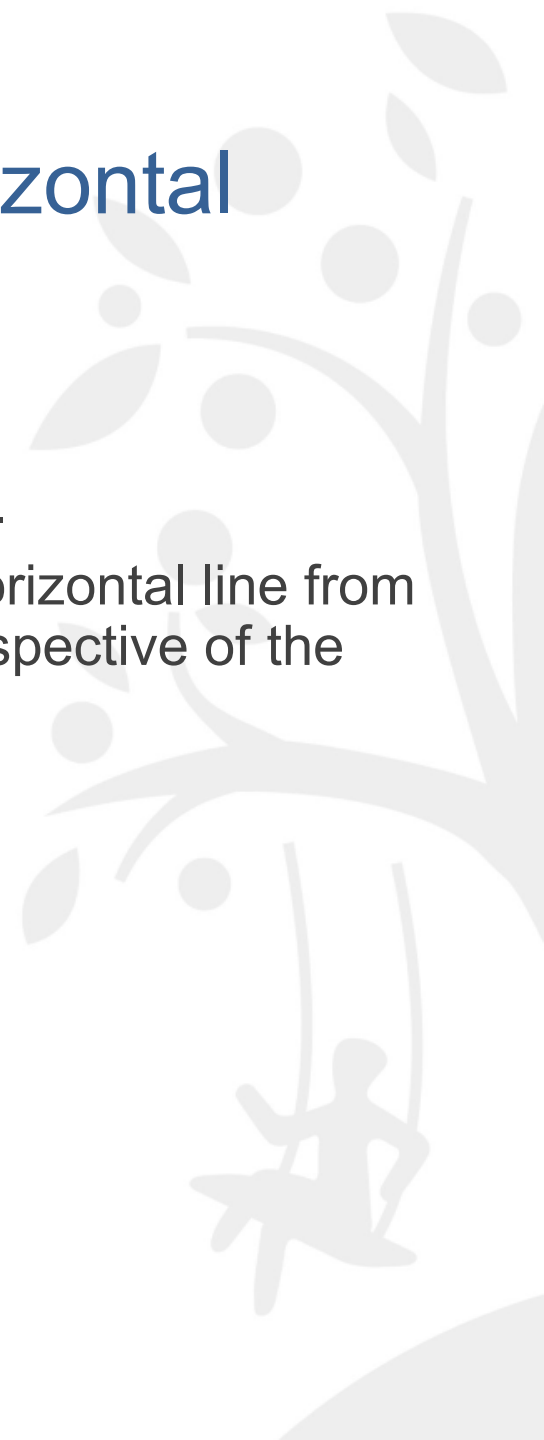 zontal
.
orizontal line from
spective of the